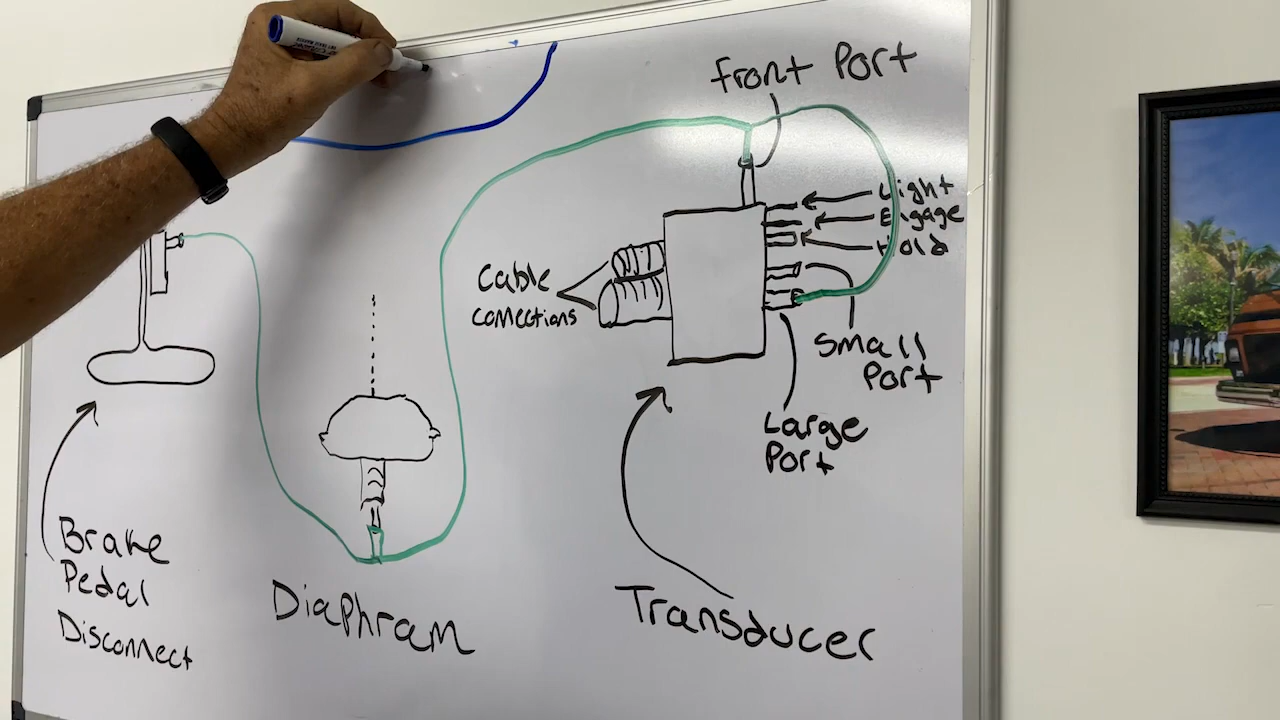 Front Port
Light
Engage
Hold
Cable
Connections
Small
Port
Large
Port
Brake
Pedal
Disconnect
Diaphram
Transducer